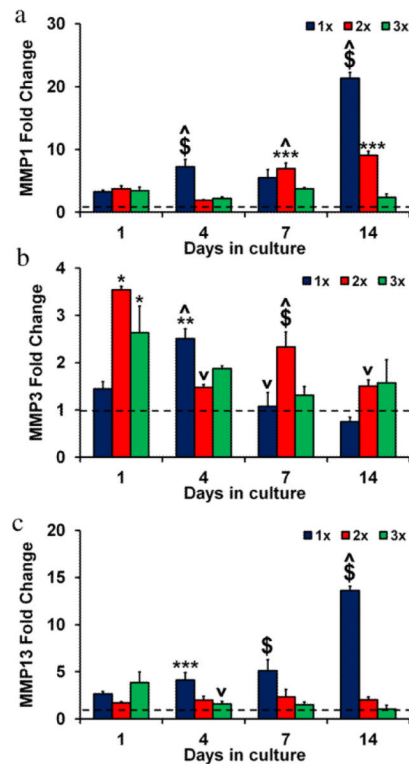 a
1x 2x 3x
MMP1 Fold Change
30
20
10
0
^
$
^
***
^
$
***
1 4 7 14
Days in culture
b
1x 2x 3x
MMP3 Fold Change
4
3
2
1
0
*
*
^
**
v
v
^
$
v
1 4 7 14
Days in culture
c
1x 2x 3x
MMP13 Fold Change
20
15
10
5
0
***
v
$
^
$
1 4 7 14
Days in culture